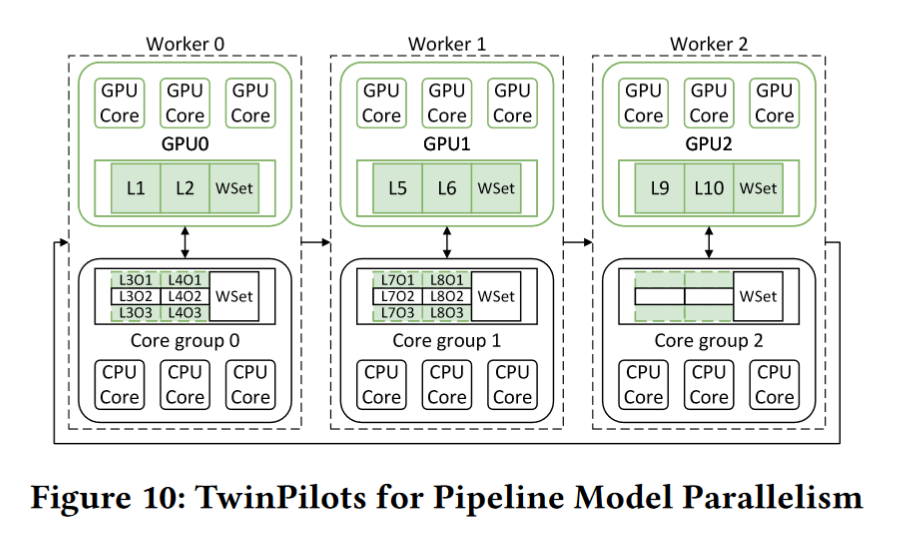 Worker 0
Worker 1
Worker 2
GPU Core
GPU Core
GPU Core
GPU0
L1 L2 WSet
GPU Core
GPU Core
GPU Core
GPU1
L5 L6 WSet
GPU Core
GPU Core
GPU Core
GPU2
L9 L10 WSet
L3O1 L4O1
L3O2 L4O2 WSet
L3O3 L4O3
Core group 0
CPU Core
CPU Core
CPU Core
L7O1 L8O1
L7O2 L8O2 WSet
L7O3 L8O3
Core group 1
CPU Core
CPU Core
CPU Core
WSet
Core group 2
CPU Core
CPU Core
CPU Core
Figure 10: TwinPilots for Pipeline Model Parallelism